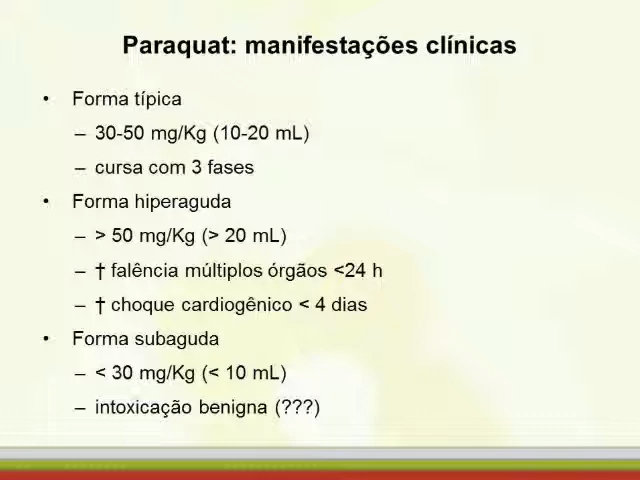 Paraquat: manifestações clínicas
• Forma típica
– 30-50 mg/Kg (10-20 mL)
– cursa com 3 fases
• Forma hiperaguda
– > 50 mg/Kg (> 20 mL)
– † falência múltiplos órgãos <24 h
– † choque cardiogênico < 4 dias
• Forma subaguda
– < 30 mg/Kg (< 10 mL)
– intoxicação benigna (???)